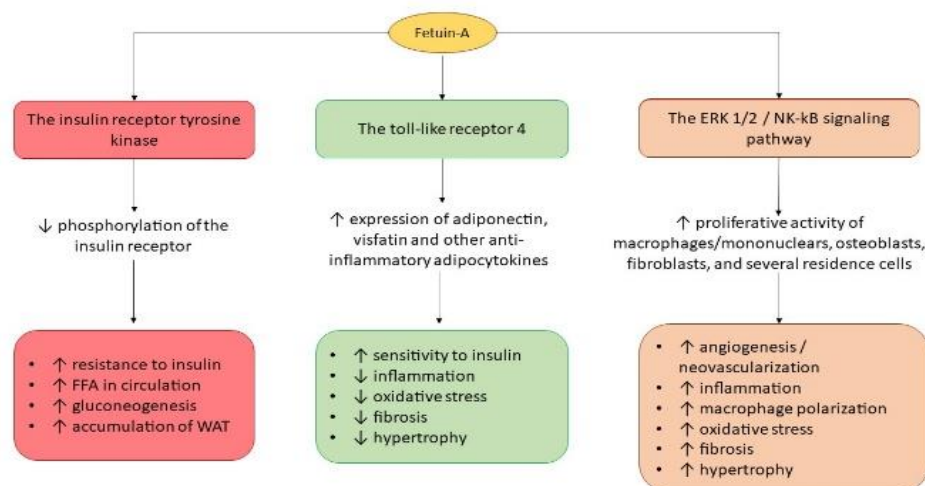 Fetuin-A
The insulin receptor tyrosine
kinase
↓ phosphorylation of the
insulin receptor
• ↑ resistance to insulin
• ↑ FFA in circulation
• ↑ gluconeogenesis
• ↑ accumulation of WAT
The toll-like receptor 4
↑ expression of adiponectin,
visfatin and other anti-
inflammatory adipocytokines
• ↑ sensitivity to insulin
• ↓ inflammation
• ↓ oxidative stress
• ↓ fibrosis
• ↓ hypertrophy
The ERK 1/2 / NK-kB signaling
pathway
↑ proliferative activity of
macrophages/mononuclears, osteoblasts,
fibroblasts, and several residence cells
• ↑ angiogenesis /
neovascularization
• ↑ inflammation
• ↑ macrophage polarization
• ↑ oxidative stress
• ↑ fibrosis
• ↑ hypertrophy